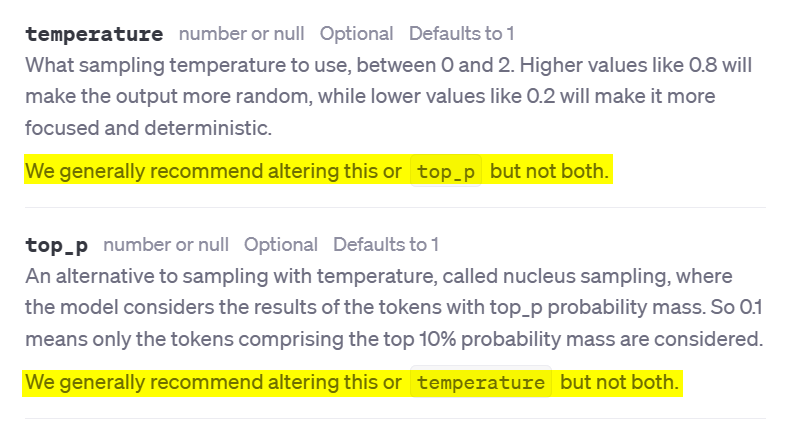 temperature number or null Optional Defaults to 1
What sampling temperature to use, between 0 and 2. Higher values like 0.8 will
make the output more random, while lower values like 0.2 will make it more
focused and deterministic.
We generally recommend altering this or top_p but not both.
top_p number or null Optional Defaults to 1
An alternative to sampling with temperature, called nucleus sampling, where
the model considers the results of the tokens with top_p probability mass. So 0.1
means only the tokens comprising the top 10% probability mass are considered.
We generally recommend altering this or temperature but not both.